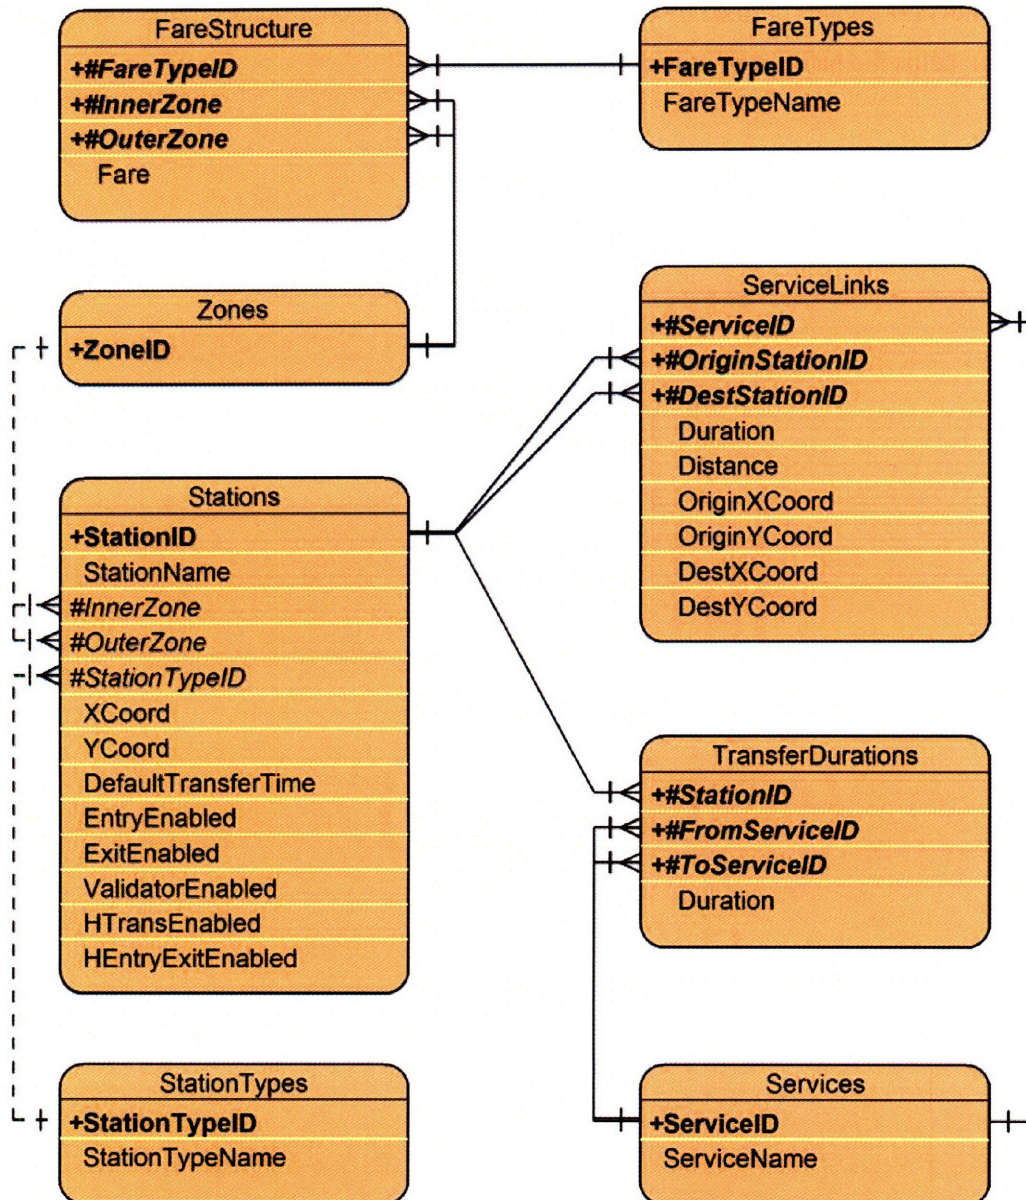 FareStructure
+#FareTypeID
+#InnerZone
+#OuterZone
Fare
FareTypes
+FareTypeID
FareTypeName
Zones
+ZoneID
ServiceLinks
+#ServiceID
+#OriginStationID
+#DestStationID
Duration
Distance
OriginXCoord
OriginYCoord
DestXCoord
DestYCoord
Stations
+StationID
StationName
#InnerZone
#OuterZone
#StationTypeID
XCoord
YCoord
DefaultTransferTime
EntryEnabled
ExitEnabled
ValidatorEnabled
HTransEnabled
HEntryExitEnabled
TransferDurations
+#StationID
+#FromServiceID
+#ToServiceID
Duration
StationTypes
+StationTypeID
StationTypeName
Services
+ServiceID
ServiceName